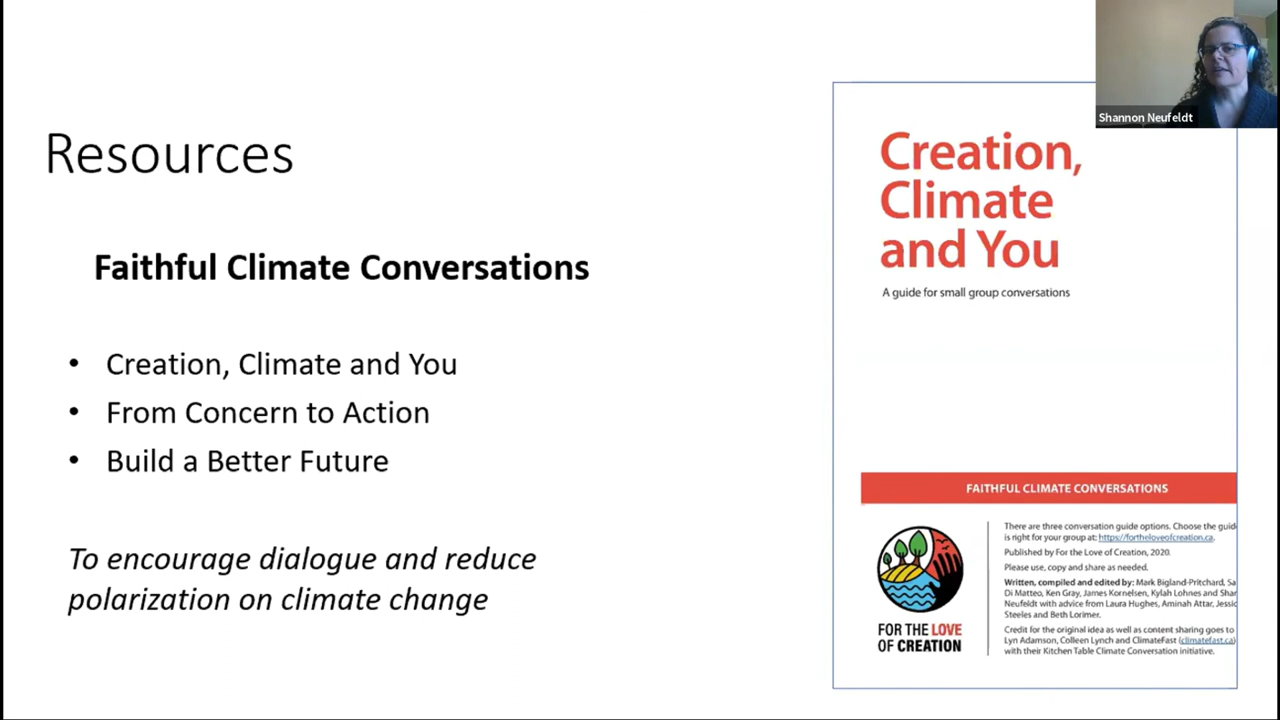 Shannon Neufeldt
Resources
Faithful Climate Conversations
• Creation, Climate and You
• From Concern to Action
• Build a Better Future
To encourage dialogue and reduce
polarization on climate change
Creation,
Climate
and You
A guide for small group conversations
FAITHFUL CLIMATE CONVERSATIONS
FOR THE LOVE
OF CREATION
There are three conversation guide options. Choose the
is right for your group at: https://fortheloveofcreation.ca.
Published by For the Love of Creation, 2020.
Please use, copy and share as needed.
Written, compiled and edited by: Mark Bigland-Pritchard,
Di Matteo, Ken Gray, James Kornelsen, Kylah Lohnes and
Neufeldt with advice from Laura Hughes, Aminah Attar,
Steeles and Beth Lorimer.
Credit for the original idea as well as content sharing goes to
Lyn Adamson, Colleen Lynch and ClimateFast (climatefast.ca)
with their Kitchen Table Climate Conversation initiative.